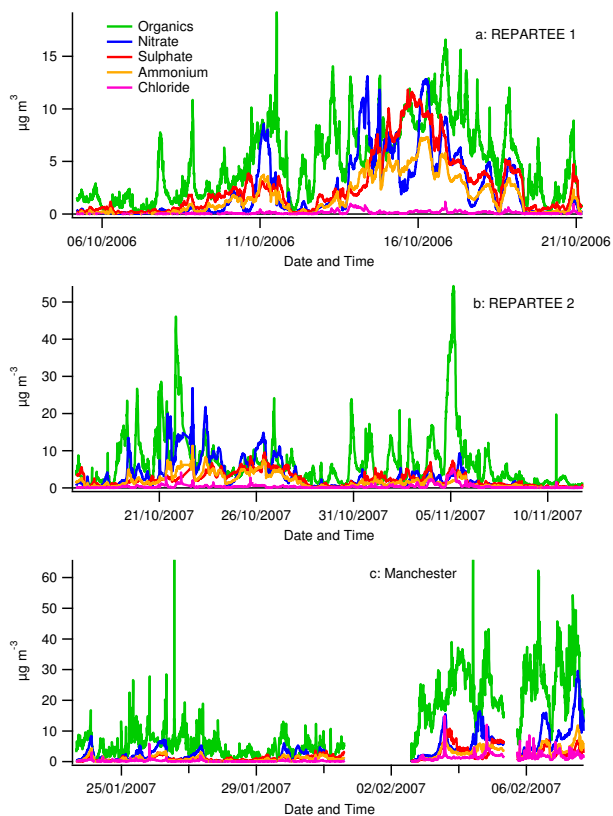 Organics
Nitrate
Sulphate
Ammonium
Chloride
a: REPARTEE 1
µg m³
15
10
5
0
06/10/2006 11/10/2006 16/10/2006 21/10/2006
Date and Time
b: REPARTEE 2
µg m⁻³
50
40
30
20
10
0
21/10/2007 26/10/2007 31/10/2007 5/11/2007 10/11/2007
Date and Time
c: Manchester
µg m⁻³
60
50
40
30
20
10
0
25/01/2007 29/01/2007 02/02/2007 06/02/2007
Date and Time